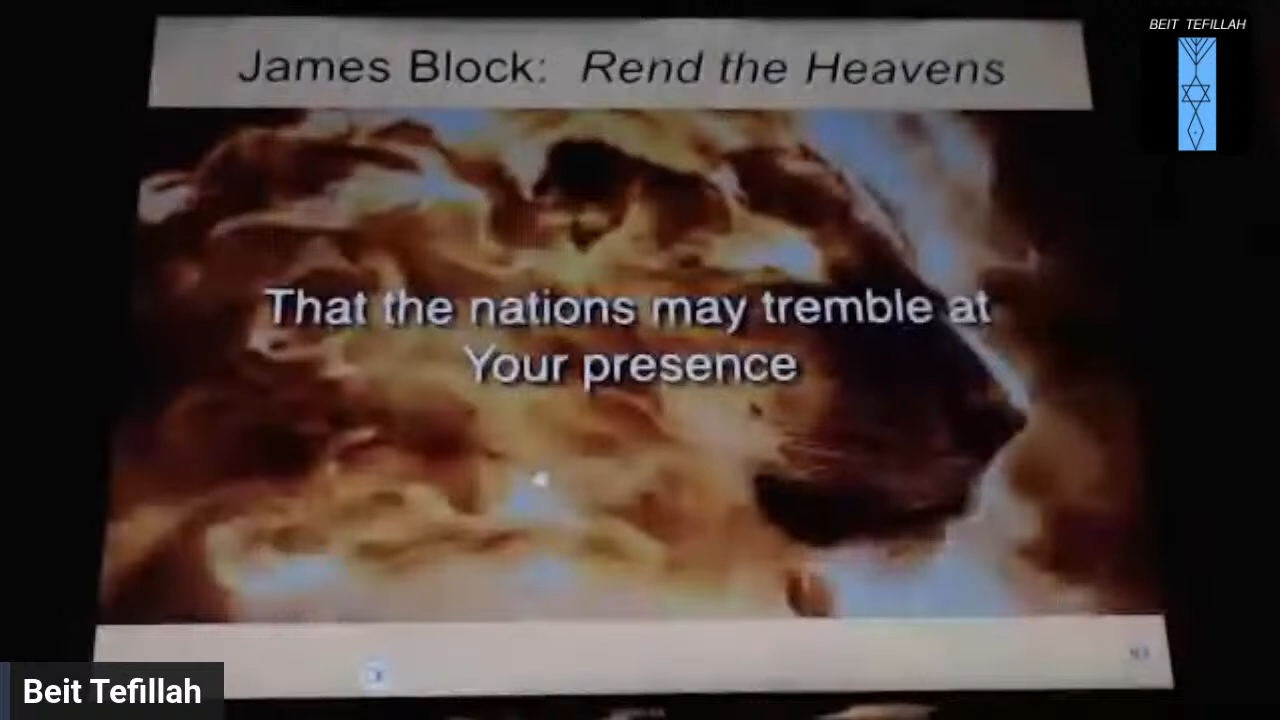 BEIT TEFILLAH
James Block: Rend the Heavens
That the nations may tremble at
Your presence
Beit Tefillah